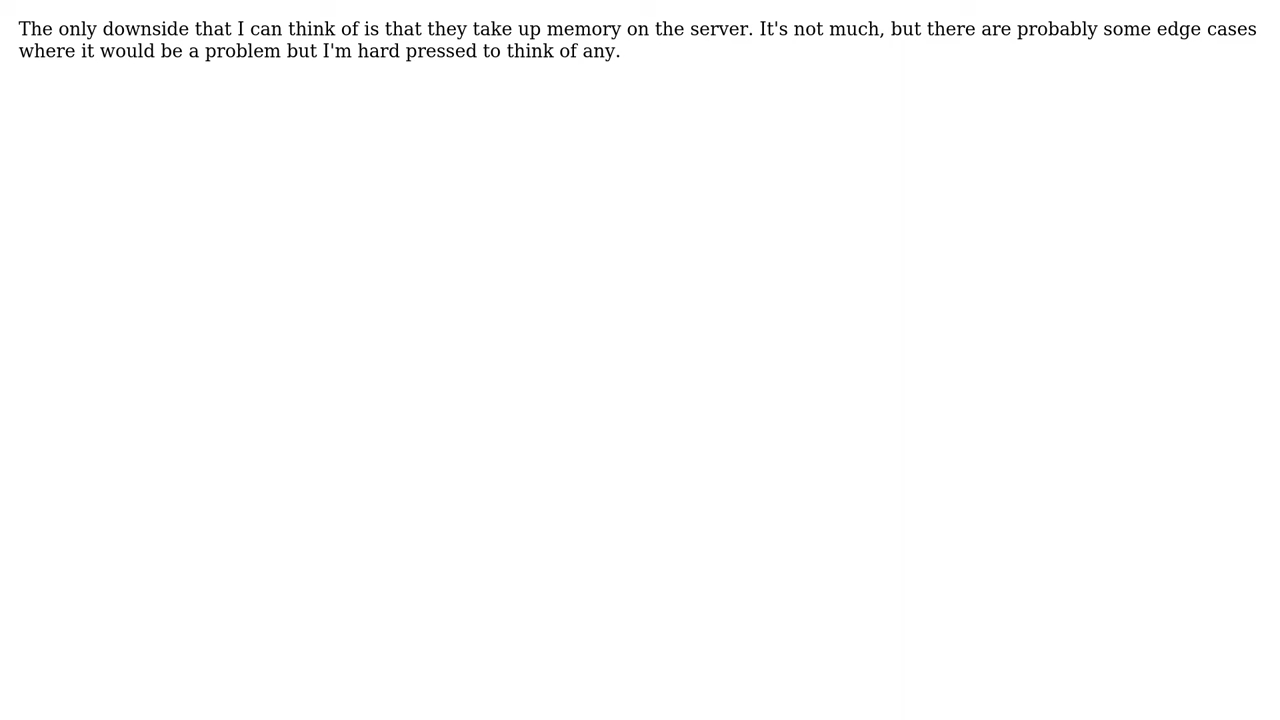 The only downside that I can think of is that they take up memory on the server. It's not much, but there are probably some edge cases
where it would be a problem but I'm hard pressed to think of any.